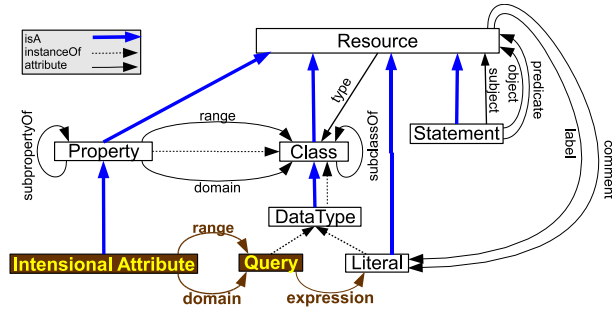 isA
instanceOf
attribute
Resource
type
subject
object
predicate
label
comment
Statement
subpropertyOf
Property
range
domain
Class
subclassOf
DataType
Intensional Attribute
range
domain
Query
expression
Literal